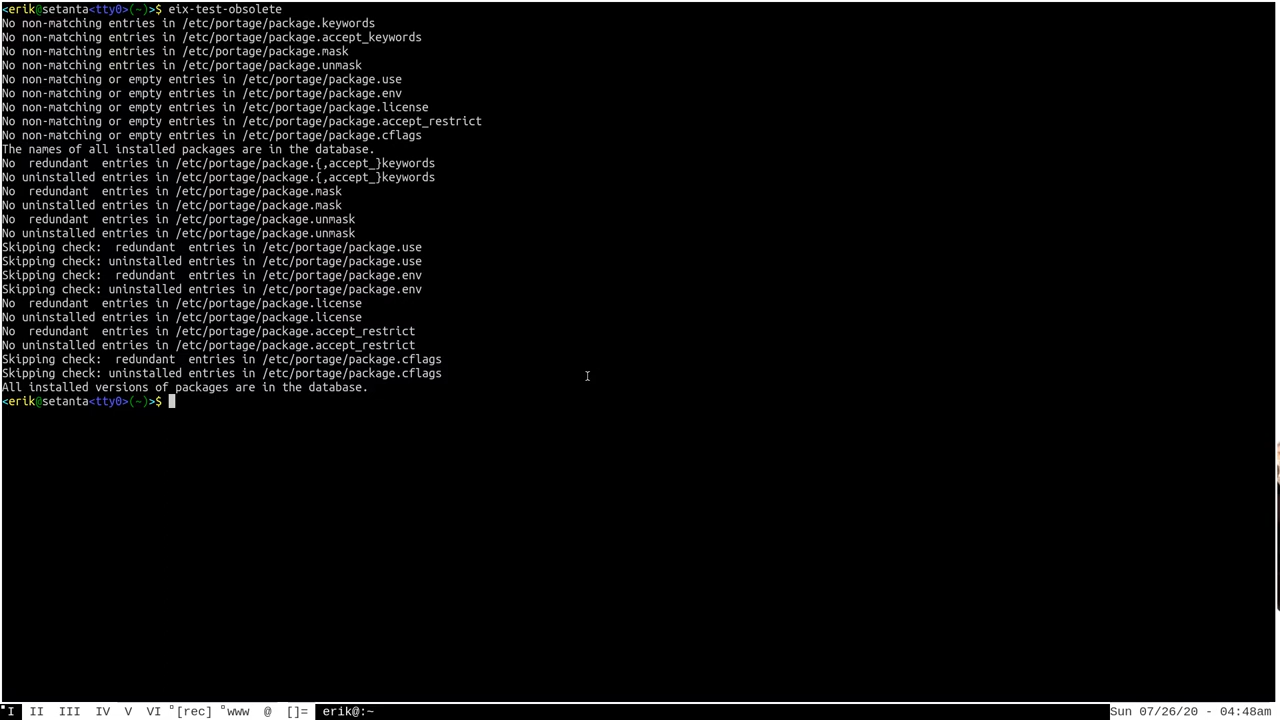 <erik@setanta<tty0>(~)>$ eix-test-obsolete
No non-matching entries in /etc/portage/package.keywords
No non-matching entries in /etc/portage/package.accept_keywords
No non-matching entries in /etc/portage/package.mask
No non-matching entries in /etc/portage/package.unmask
No non-matching or empty entries in /etc/portage/package.use
No non-matching or empty entries in /etc/portage/package.env
No non-matching or empty entries in /etc/portage/package.license
No non-matching or empty entries in /etc/portage/package.accept_restrict
No non-matching or empty entries in /etc/portage/package.cflags
The names of all installed packages are in the database.
No  redundant  entries in /etc/portage/package.{,accept_}keywords
No uninstalled entries in /etc/portage/package.{,accept_}keywords
No  redundant  entries in /etc/portage/package.mask
No uninstalled entries in /etc/portage/package.mask
No  redundant  entries in /etc/portage/package.unmask
No uninstalled entries in /etc/portage/package.unmask
Skipping check:  redundant  entries in /etc/portage/package.use
Skipping check: uninstalled entries in /etc/portage/package.use
Skipping check:  redundant  entries in /etc/portage/package.env
Skipping check: uninstalled entries in /etc/portage/package.env
No  redundant  entries in /etc/portage/package.license
No uninstalled entries in /etc/portage/package.license
No  redundant  entries in /etc/portage/package.accept_restrict
No uninstalled entries in /etc/portage/package.accept_restrict
Skipping check:  redundant  entries in /etc/portage/package.cflags
Skipping check: uninstalled entries in /etc/portage/package.cflags
All installed versions of packages are in the database.
<erik@setanta<tty0>(~)>$
I II III IV V VI [rec] www @ []= erik@:~ Sun 07/26/20 - 04:48am